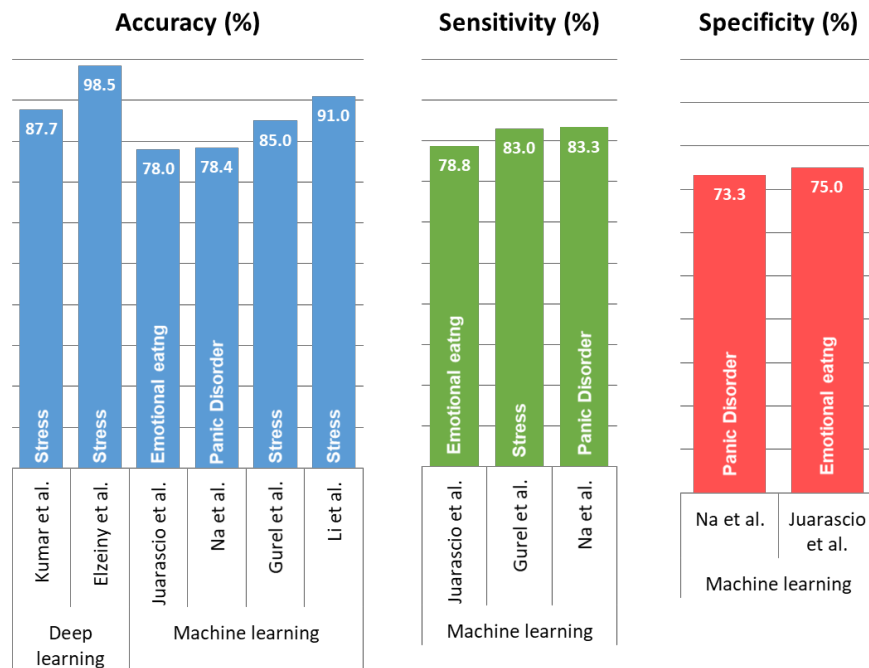 Accuracy (%)
87.7
98.5
78.0
78.4
85.0
91.0
Stress
Stress
Emotional eatng
Panic Disorder
Stress
Stress
Kumar et al.
Elzeiny et al.
Juarascio et al.
Na et al.
Gurel et al.
Li et al.
Deep
learning
Machine learning
Sensitivity (%)
78.8
83.0
83.3
Emotional eatng
Stress
Panic Disorder
Juarascio et al.
Gurel et al.
Na et al.
Machine learning
Specificity (%)
73.3
75.0
Panic Disorder
Emotional eatng
Na et al.
Juarascio
et al.
Machine learning